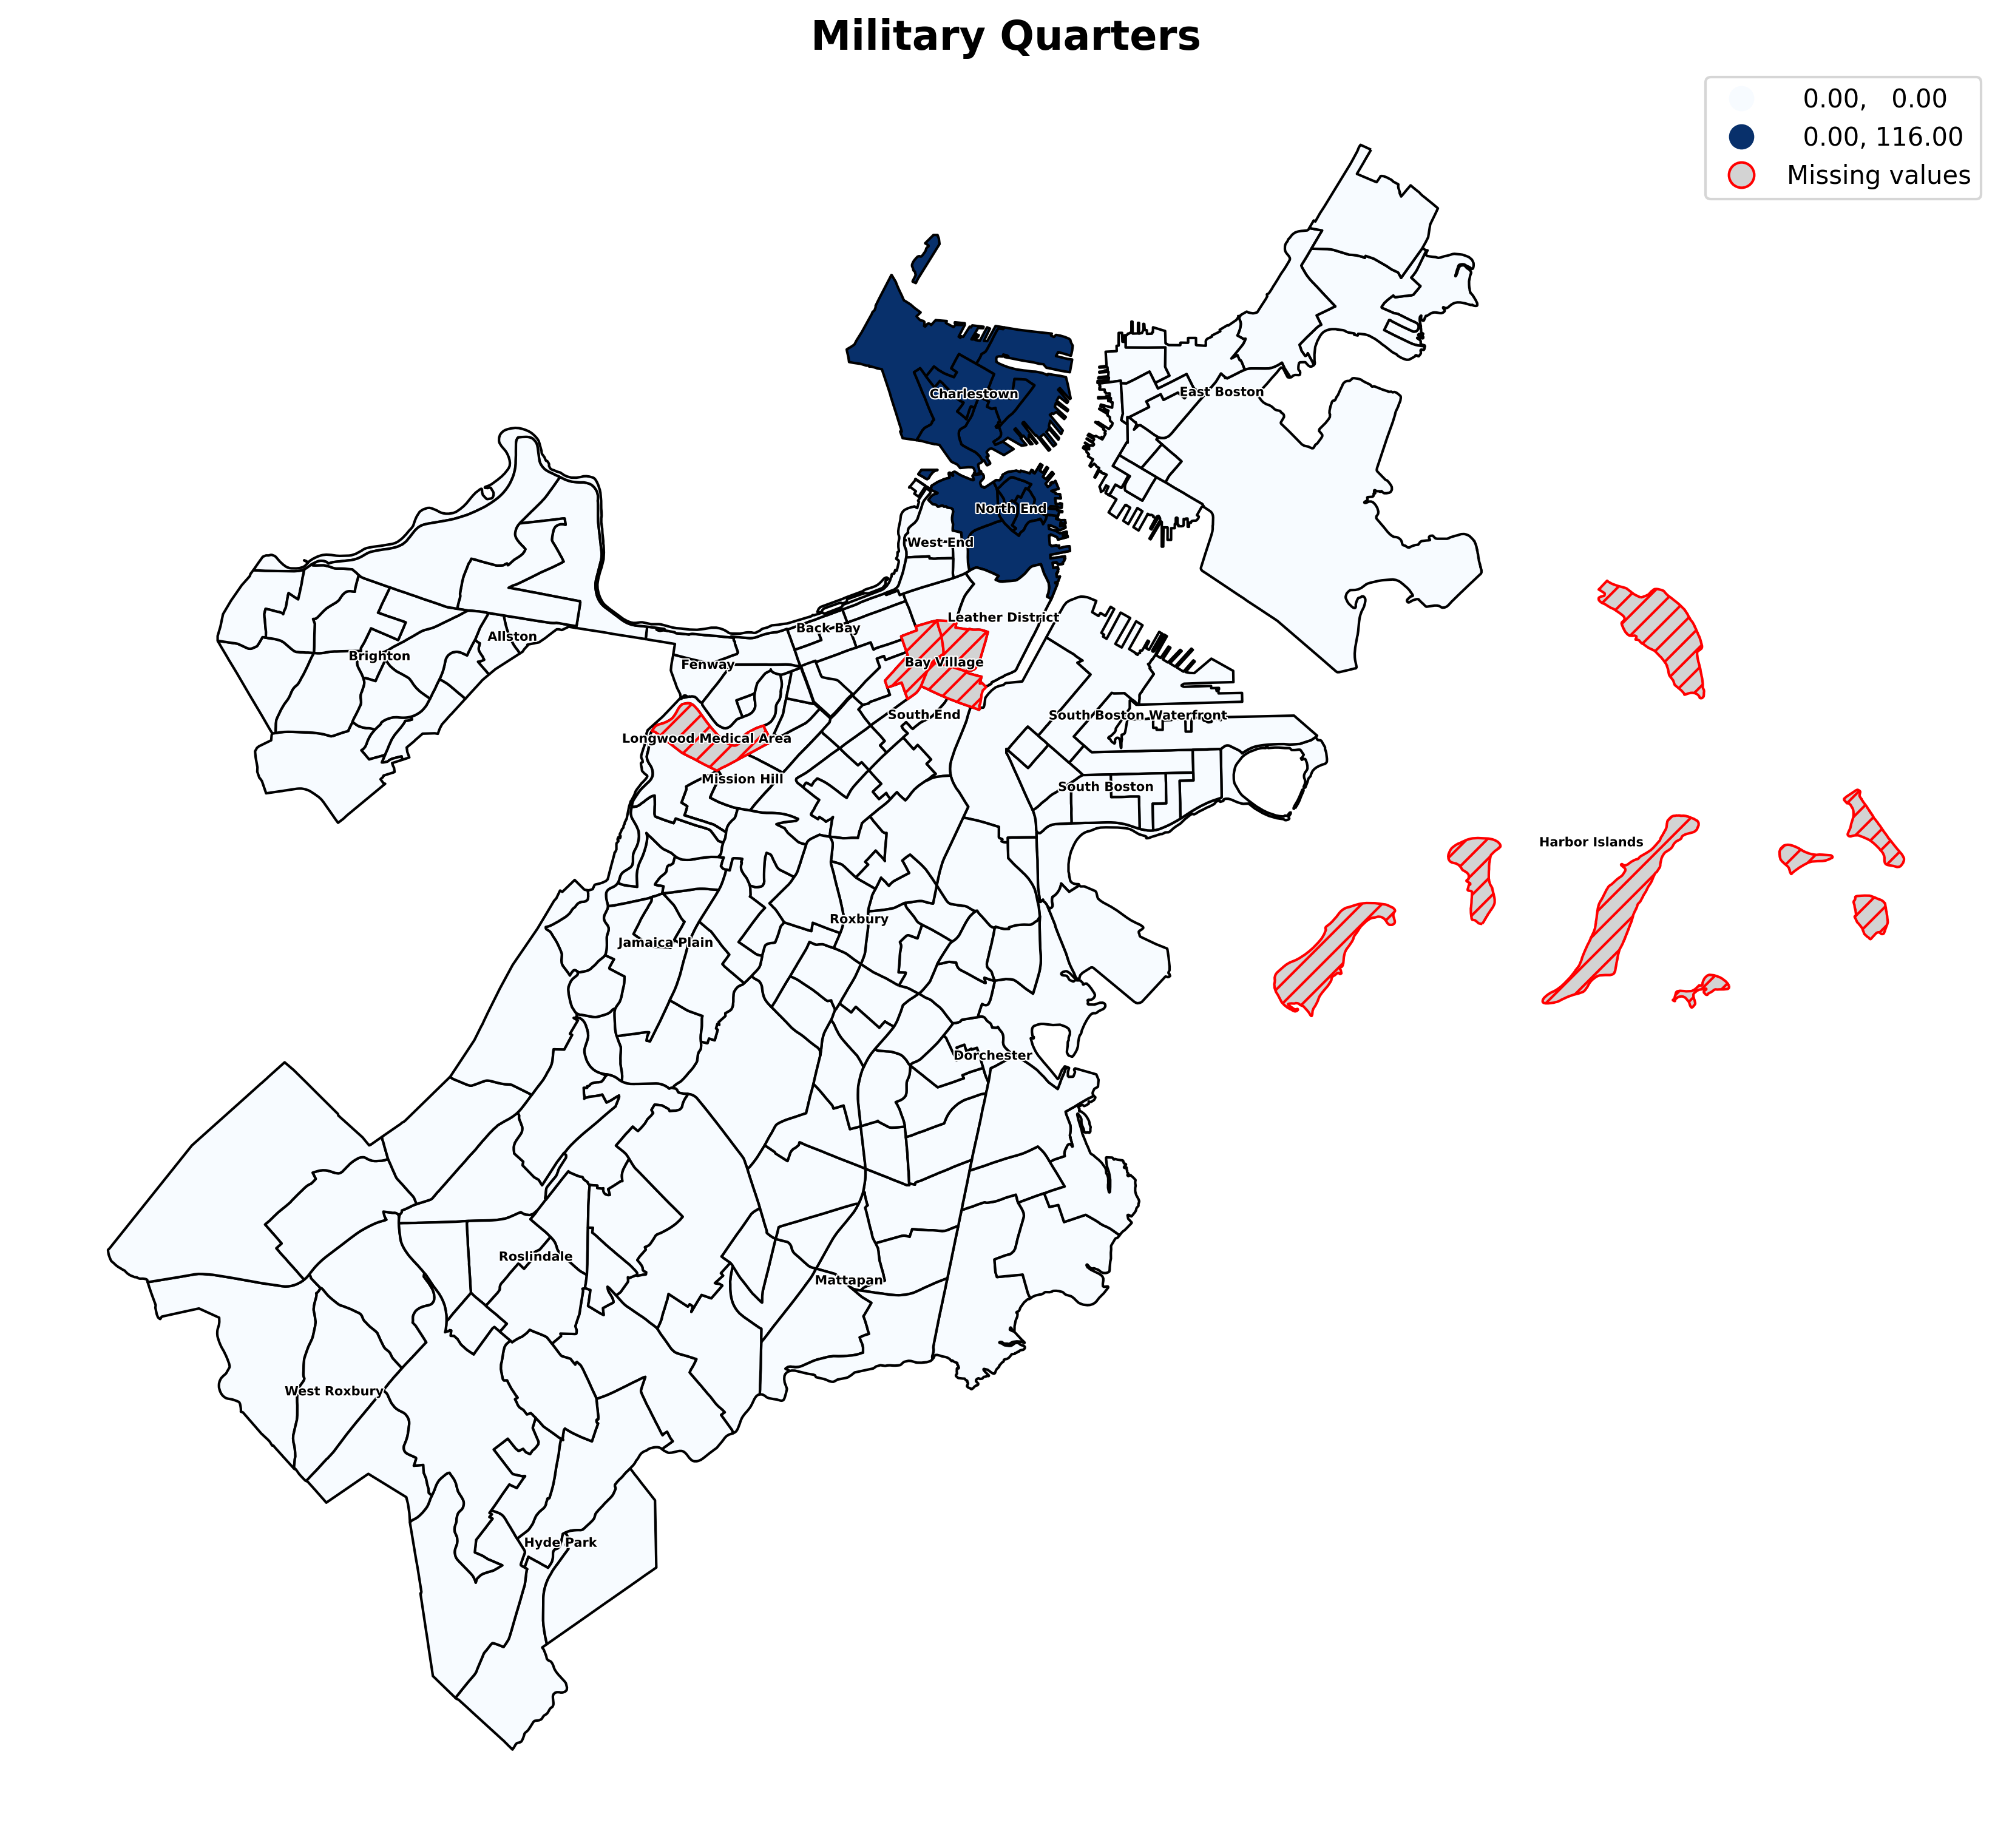 Military Quarters
0.00, 0.00
0.00, 116.00
Missing values
East Boston
Charlestown
North End
West End
Leather District
Back Bay
Allston
Brighton
Bay Village
Fenway
South End
South Boston Waterfront
Longwood Medical Area
Mission Hill
South Boston
Harbor Islands
Roxbury
Jamaica Plain
Dorchester
Roslindale
Mattapan
West Roxbury
Hyde Park